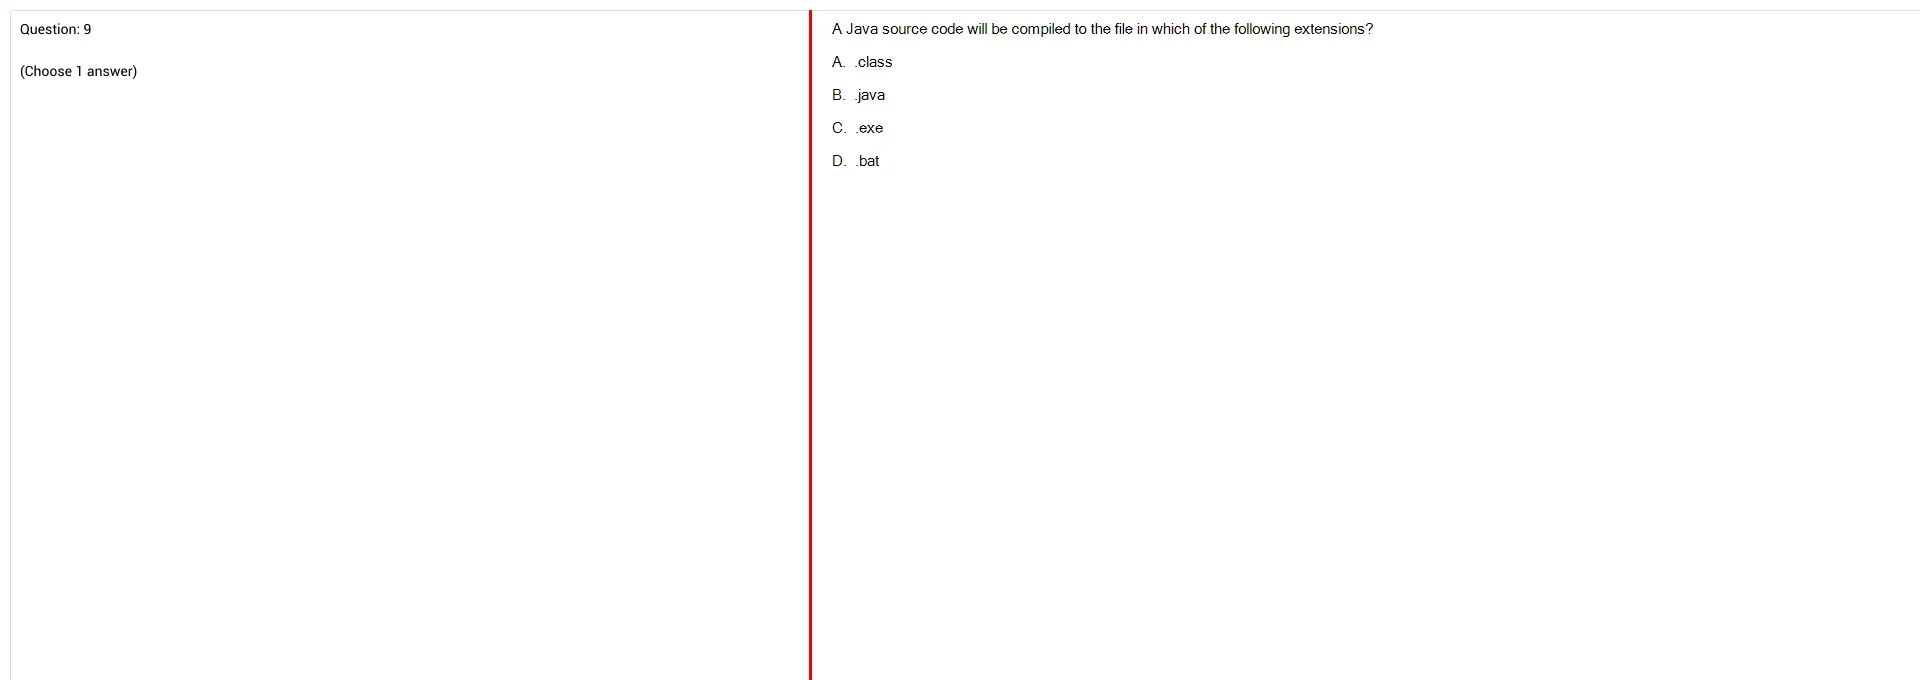 Question: 9
(Choose 1 answer)
A Java source code will be compiled to the file in which of the following extensions?
A. .class
B. .java
C. .exe
D. .bat